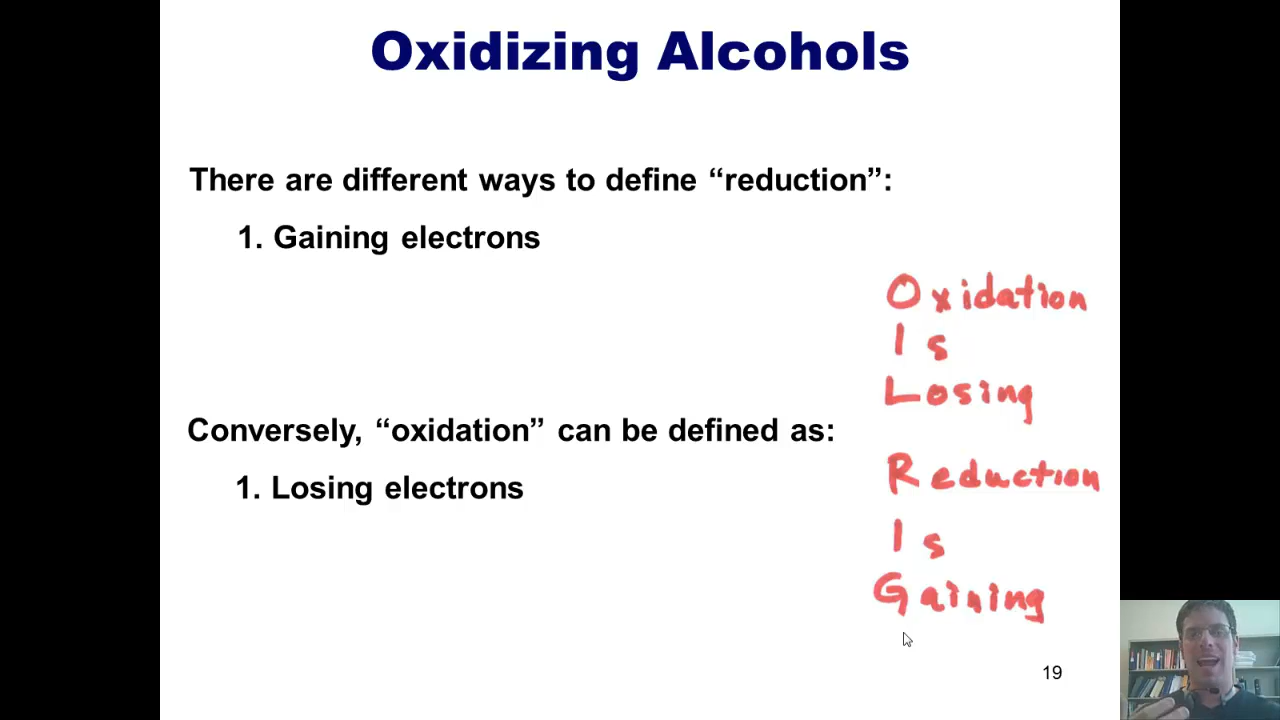 Oxidizing Alcohols
There are different ways to define “reduction”:
1. Gaining electrons
Oxidation
Is
Losing
Conversely, “oxidation” can be defined as:
1. Losing electrons
Reduction
Is
Gaining
19